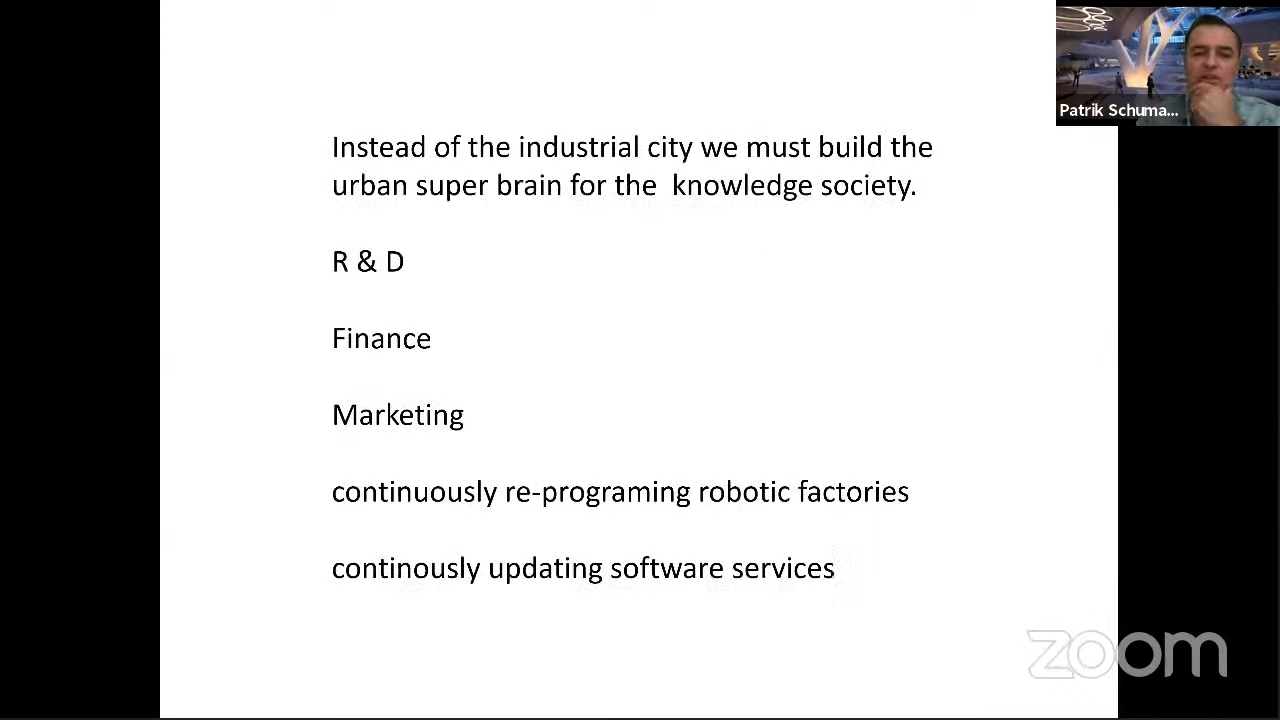 Patrik Schuma...
Instead of the industrial city we must build the
urban super brain for the  knowledge society.
R & D
Finance
Marketing
continuously re-programing robotic factories
continously updating software services
zoom